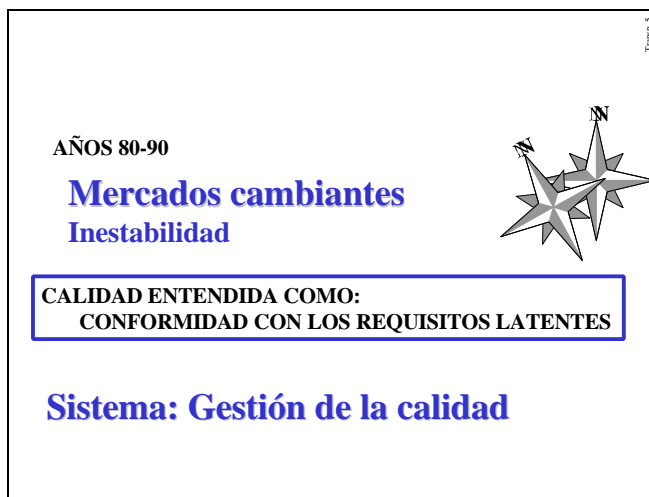 AÑOS 80-90
Mercados cambiantes
Inestabilidad
N
N
CALIDAD ENTENDIDA COMO:
CONFORMIDAD CON LOS REQUISITOS LATENTES
Sistema: Gestión de la calidad